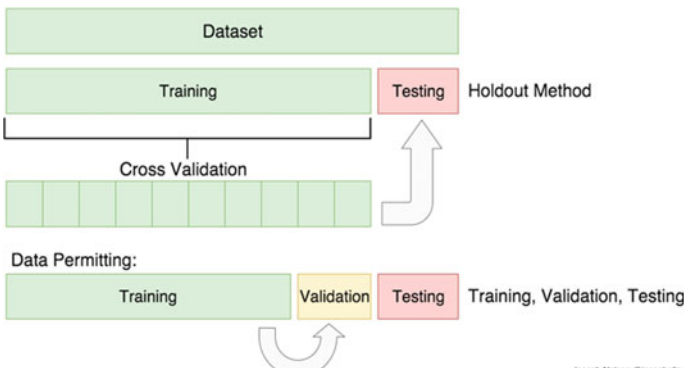 Dataset
Training Testing Holdout Method
Cross Validation
Data Permitting:
Training Validation Testing Training, Validation, Testing